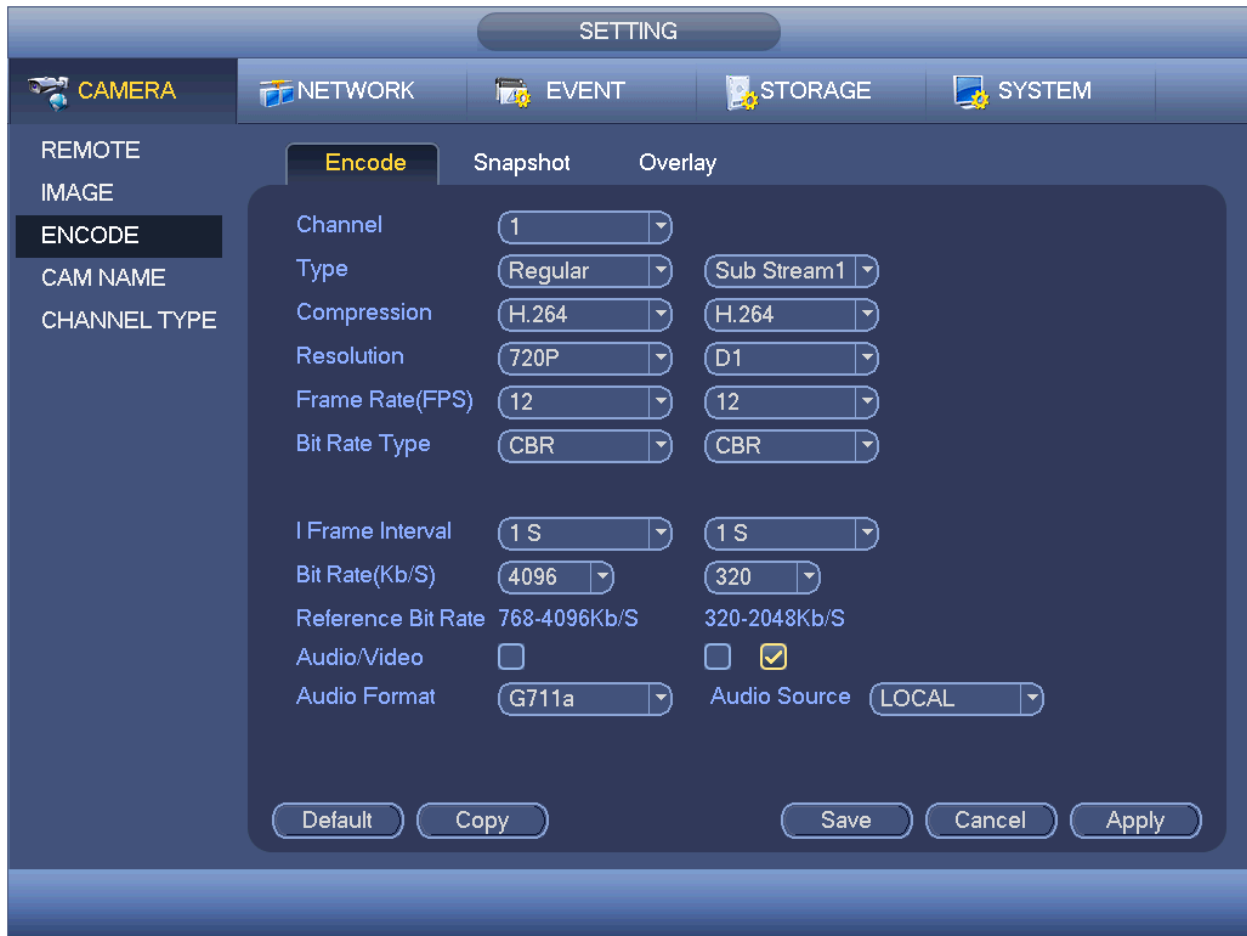 SETTING
CAMERA NETWORK EVENT STORAGE SYSTEM
REMOTE
IMAGE
ENCODE
CAM NAME
CHANNEL TYPE
Encode Snapshot Overlay
Channel 1
Type Regular Sub Stream1
Compression H.264 H.264
Resolution 720P D1
Frame Rate(FPS) 12 12
Bit Rate Type CBR CBR
I Frame Interval 1 S 1 S
Bit Rate(Kb/S) 4096 320
Reference Bit Rate 768-4096Kb/S 320-2048Kb/S
Audio/Video
Audio Format G711a Audio Source LOCAL
Default Copy Save Cancel Apply